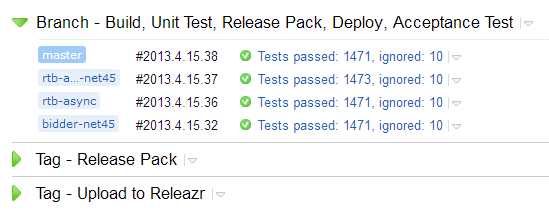 Branch - Build, Unit Test, Release Pack, Deploy, Acceptance Test
master #2013.4.15.38 Tests passed: 1471, ignored: 10
rtb-a...-net45 #2013.4.15.37 Tests passed: 1473, ignored: 10
rtb-async #2013.4.15.36 Tests passed: 1471, ignored: 10
bidder-net45 #2013.4.15.32 Tests passed: 1471, ignored: 10
Tag - Release Pack
Tag - Upload to Releazr